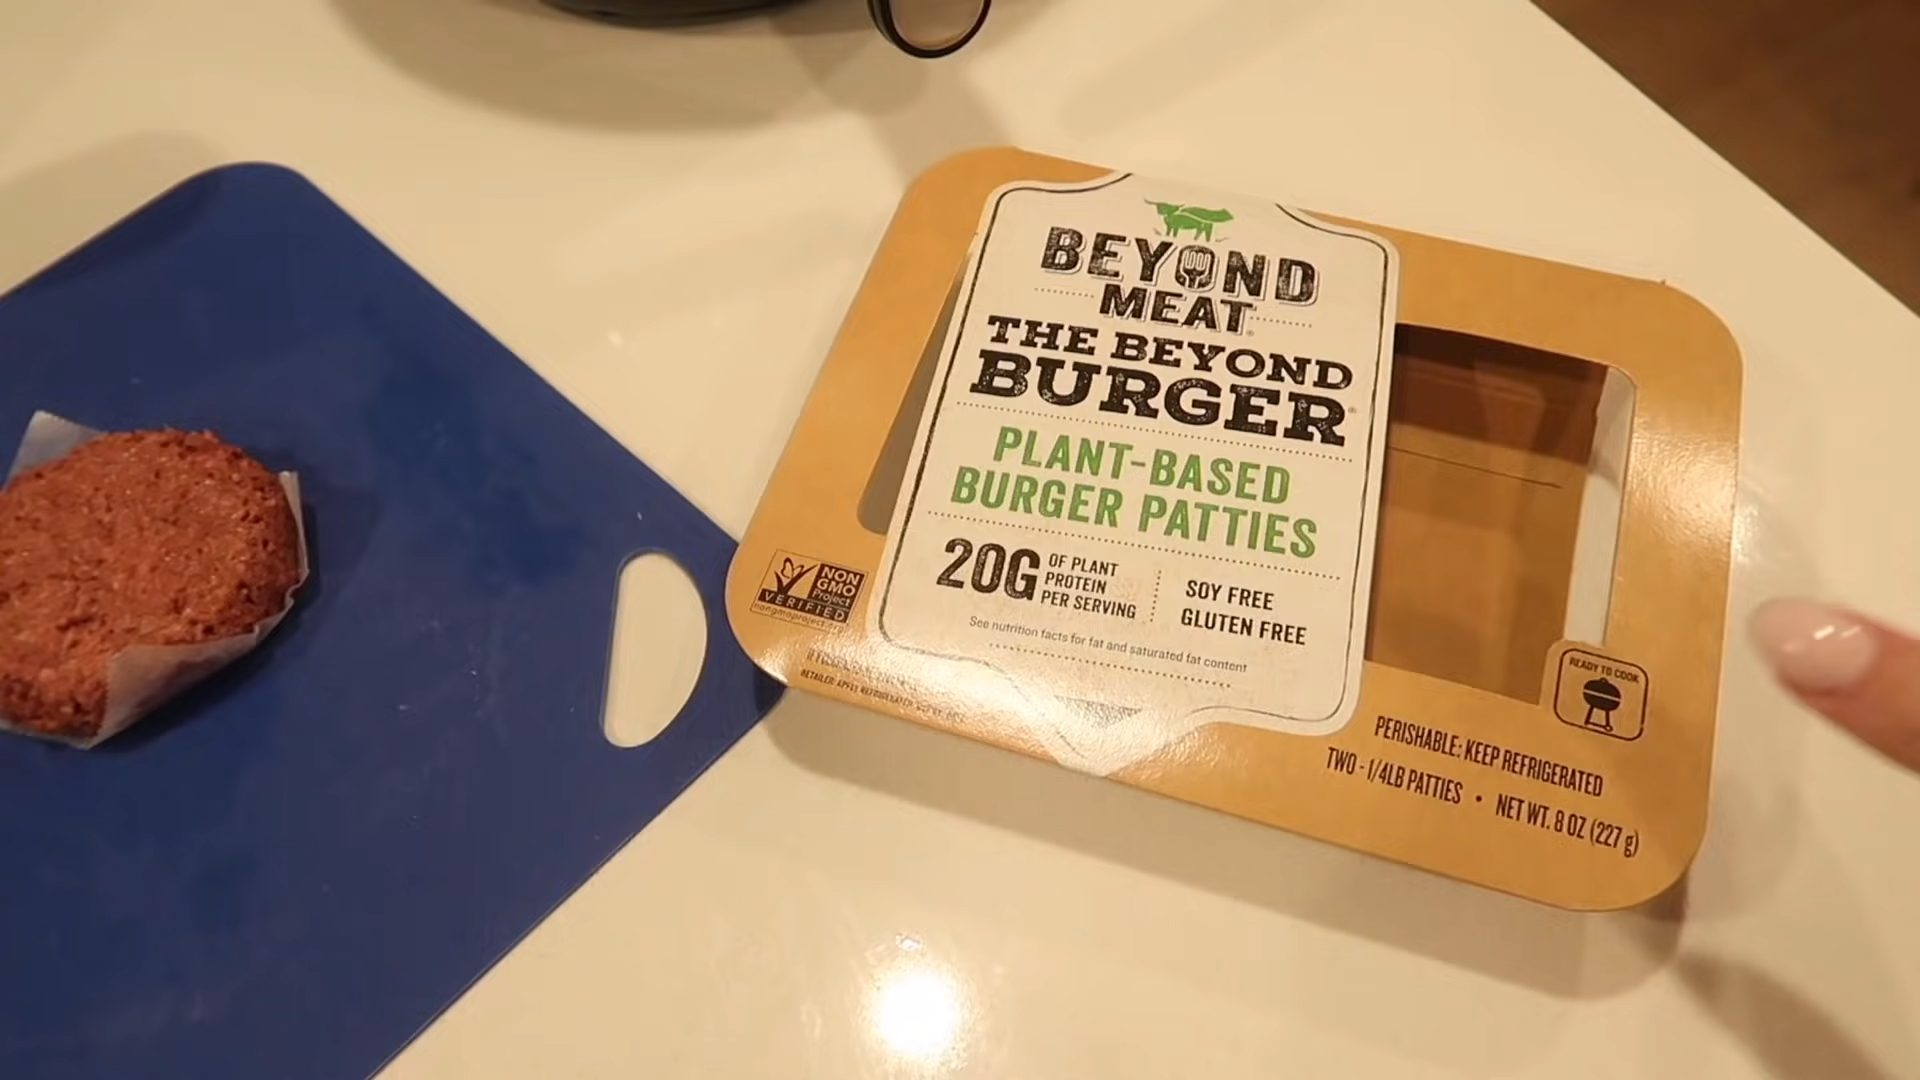 BEYOND
MEAT®
THE BEYOND
BURGER®
PLANT-BASED
BURGER PATTIES
20G OF PLANT
PROTEIN
PER SERVING
SOY FREE
GLUTEN FREE
See nutrition facts for fat and saturated fat content
NON
GMO
Project
VERIFIED
nongmoproject.org
READY TO COOK
PERISHABLE: KEEP REFRIGERATED
TWO - 1/4LB PATTIES • NET WT. 8 OZ (227 g)